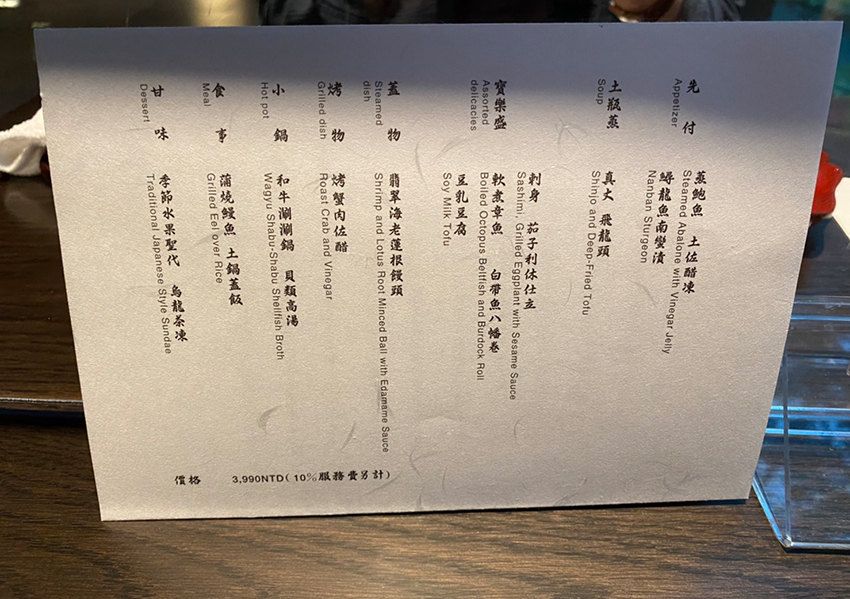 先付
Appetizer
蒸鮑魚 土佐醋凍
Steamed Abalone with Vinegar Jelly
鱘龍魚南蠻漬
Nanban Sturgeon
土瓶蒸
Soup
真丈 飛龍頭
Shinjo and Deep-Fried Tofu
寶樂盛
Assorted
delicacies
刺身 茄子利休仕立
Sashimi, Grilled Eggplant with Sesame Sauce
軟煮章魚 白帶魚八幡卷
Boiled Octopus Beltfish and Burdock Roll
豆乳豆腐
Soy Milk Tofu
蓋物
Steamed
dish
翡翠海老蓮根饅頭
Shrimp and Lotus Root Minced Ball with Edamame Sauce
烤物
Grilled dish
烤蟹肉佐醋
Roast Crab and Vinegar
小鍋
Hot pot
和牛涮涮鍋 貝類高湯
Wagyu Shabu-Shabu Shellfish Broth
食事
Meal
蒲燒鰻魚 土鍋蓋飯
Grilled Eel over Rice
甘味
Dessert
季節水果聖代 烏龍茶凍
Traditional Japanese Style Sundae
價格 3,990NTD(10%服務費另計)